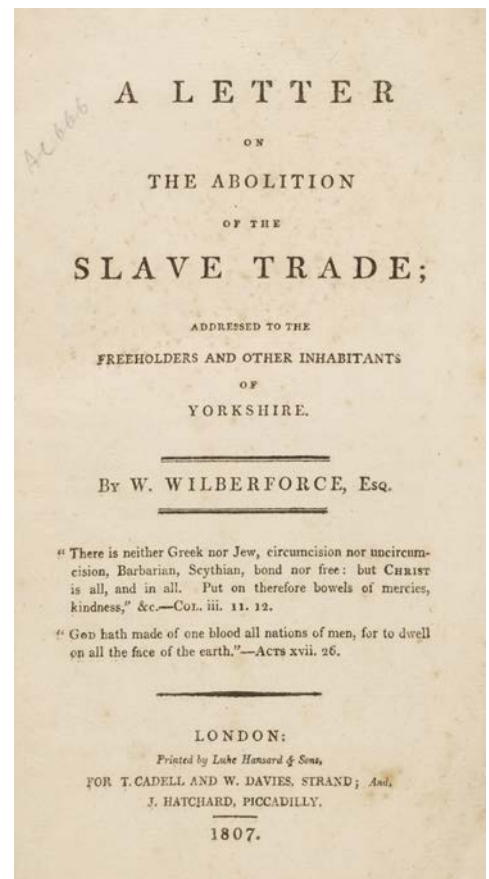 A LETTER
ON
THE ABOLITION
OF THE
SLAVE TRADE;
ADDRESSED TO THE
FREEHOLDERS AND OTHER INHABITANTS
OF
YORKSHIRE.
BY W. WILBERFORCE, ESQ.
“ There is neither Greek nor Jew, circumcision nor uncircum-
cision, Barbarian, Scythian, bond nor free: but CHRIST
is all, and in all. Put on therefore bowels of mercies,
kindness,” &c.—COL. iii. 11. 12.
“ GOD hath made of one blood all nations of men, for to dwell
on all the face of the earth.”—ACTS xvii. 26.
LONDON:
Printed by Luke Hansard & Sons,
FOR T. CADELL AND W. DAVIES, STRAND; And,
J. HATCHARD, PICCADILLY.
1807.